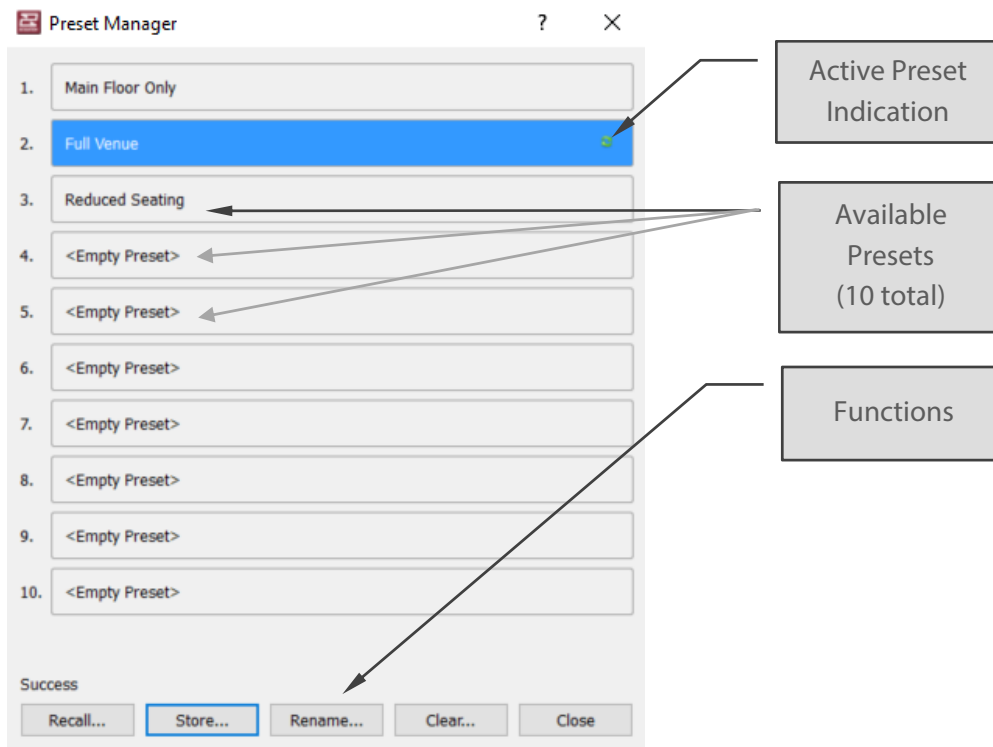 Preset Manager ? ×
1. Main Floor Only
2. Full Venue
3. Reduced Seating
4. <Empty Preset>
5. <Empty Preset>
6. <Empty Preset>
7. <Empty Preset>
8. <Empty Preset>
9. <Empty Preset>
10. <Empty Preset>
Success
Recall... Store... Rename... Clear... Close
Active Preset
Indication
Available
Presets
(10 total)
Functions